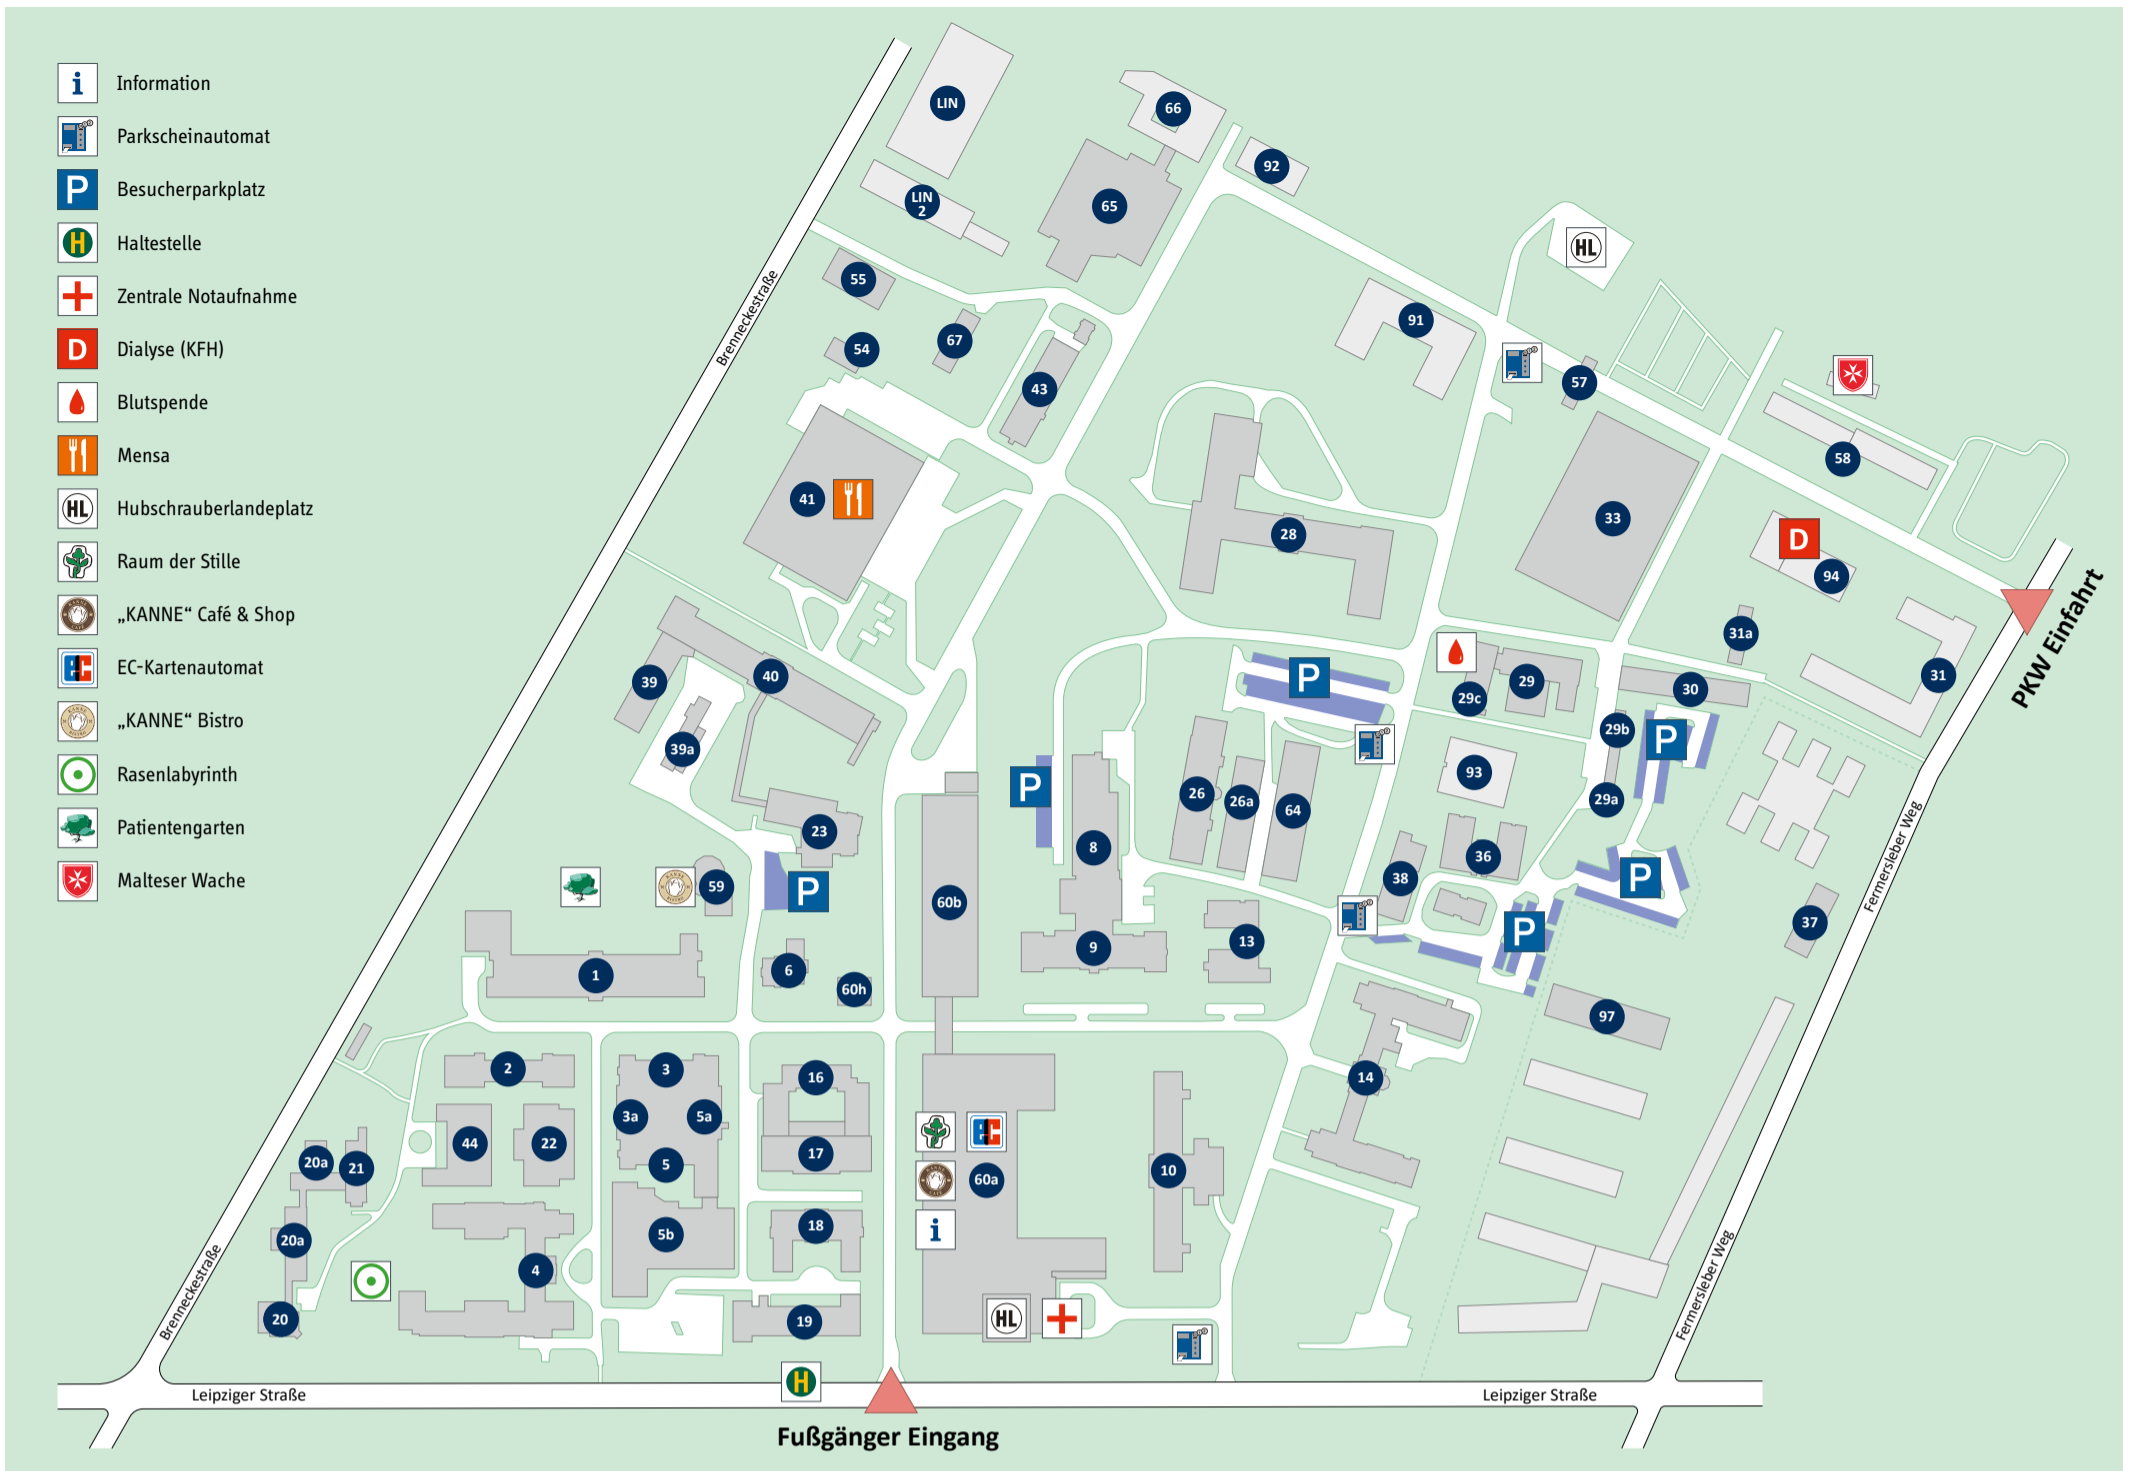 Information
Parkscheinautomat
P
Besucherparkplatz
H
Haltestelle
Zentrale Notaufnahme
D
Dialyse (KFH)
Blutspende
Mensa
HL
Hubschrauberlandeplatz
Raum der Stille
„KANNE“ Café & Shop
EC-Kartenautomat
„KANNE“ Bistro
Rasenlabyrinth
Patientengarten
Malteser Wache
LIN
LIN
2
66
92
65
55
54
67
43
HL
91
57
58
33
41
28
D
94
31a
31
30
PKW Einfahrt
Brenneckestraße
39
40
39a
P
29c
29
29b
P
29a
93
36
38
P
P
37
Fermersleber Weg
26
26a
64
P
8
9
13
23
59
P
60b
1
6
60h
97
14
2
3
3a
5a
5
5b
16
17
18
19
44
22
20a
21
20a
20
4
60a
10
i
HL
H
Brenneckestraße
Fermersleber Weg
Leipziger Straße
Leipziger Straße
Fußgänger Eingang